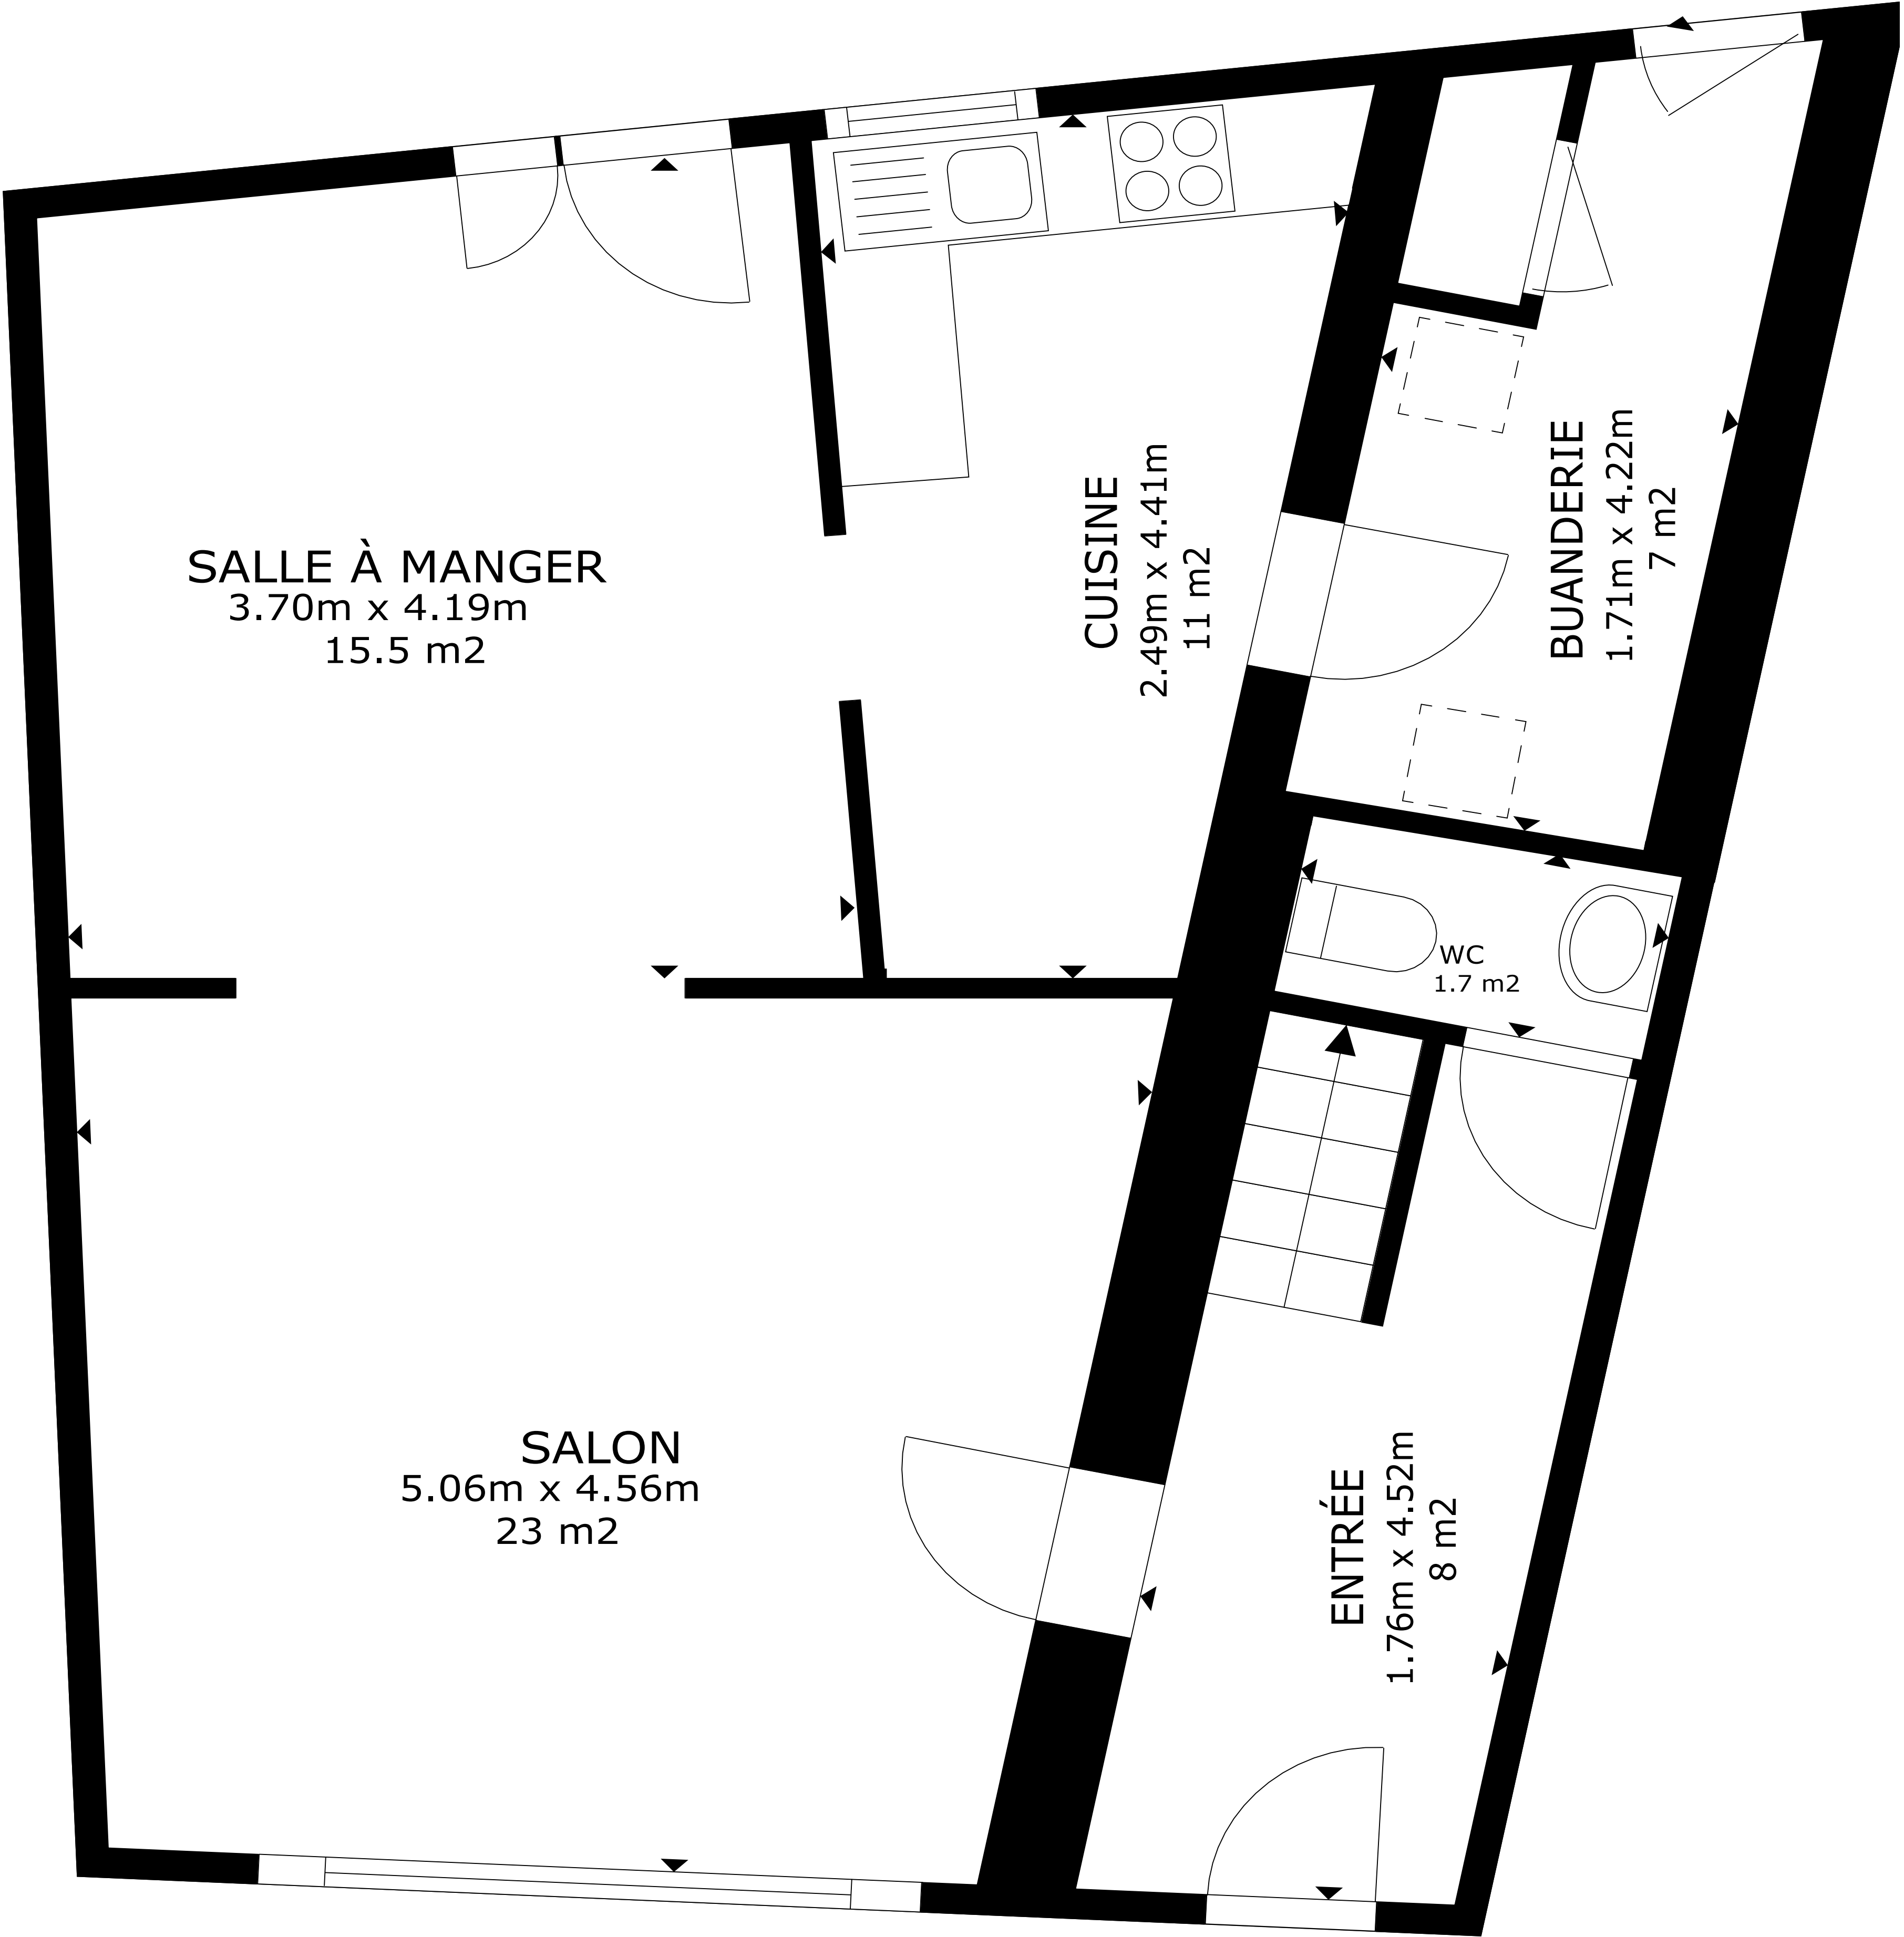 SALLE À MANGER
3.70m x 4.19m
15.5 m2
CUISINE
2.49m x 4.41m
11 m2
BUANDERIE
1.71m x 4.22m
7 m2
WC
1.7 m2
SALON
5.06m x 4.56m
23 m2
ENTRÉE
1.76m x 4.52m
8 m2